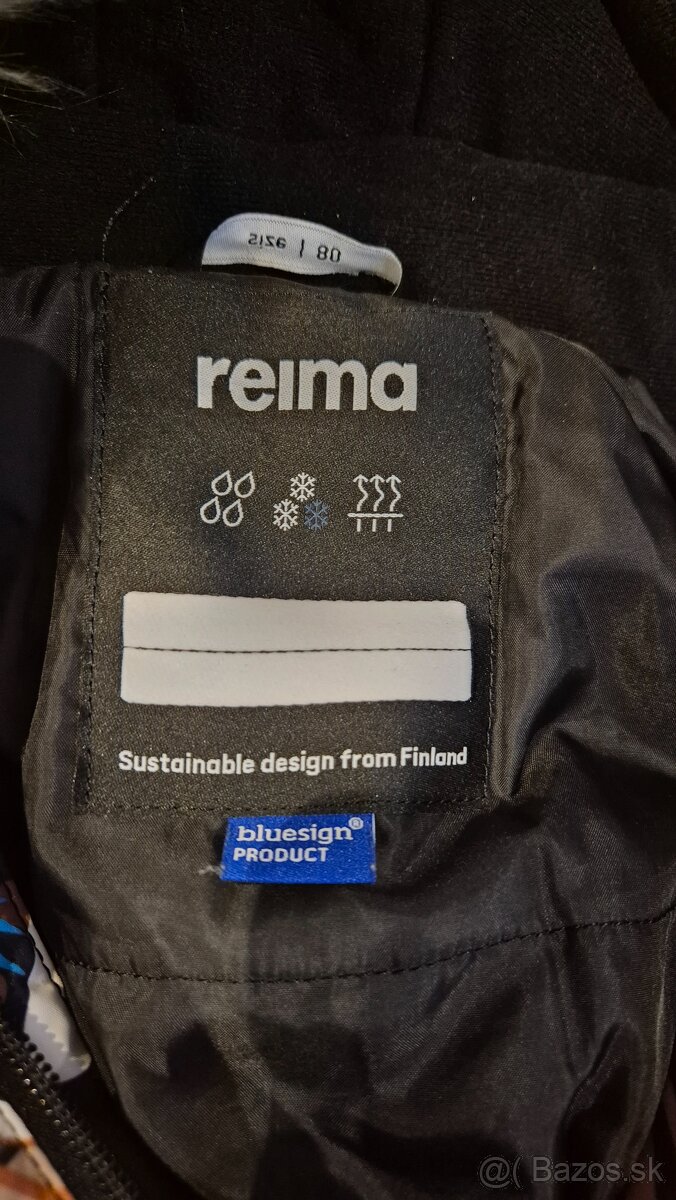 size | 80
reima
Sustainable design from Finland
bluesign®
PRODUCT
@( Bazos.sk